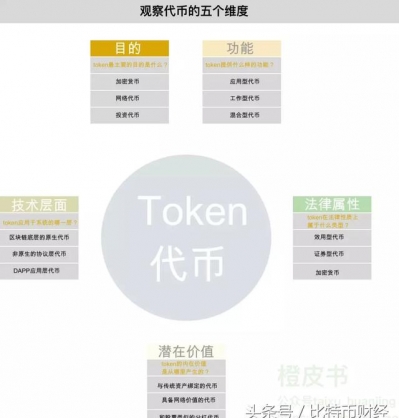 观察代币的五个维度
目的
token最主要的目的是什么？
加密货币
网络代币
投资代币
功能
token提供什么样的功能？
应用型代币
工作型代币
混合型代币
技术层面
token应用于系统的哪一层？
区块链底层的原生代币
非原生的协议层代币
DAPP应用层代币
Token
代币
法律属性
token在法律性质上
属于什么类型？
效用型代币
证券型代币
加密货币
潜在价值
token的内在价值
是从哪里产生的？
与传统资产绑定的代币
具备网络价值的代币
橙皮书
头条号/比特币财经